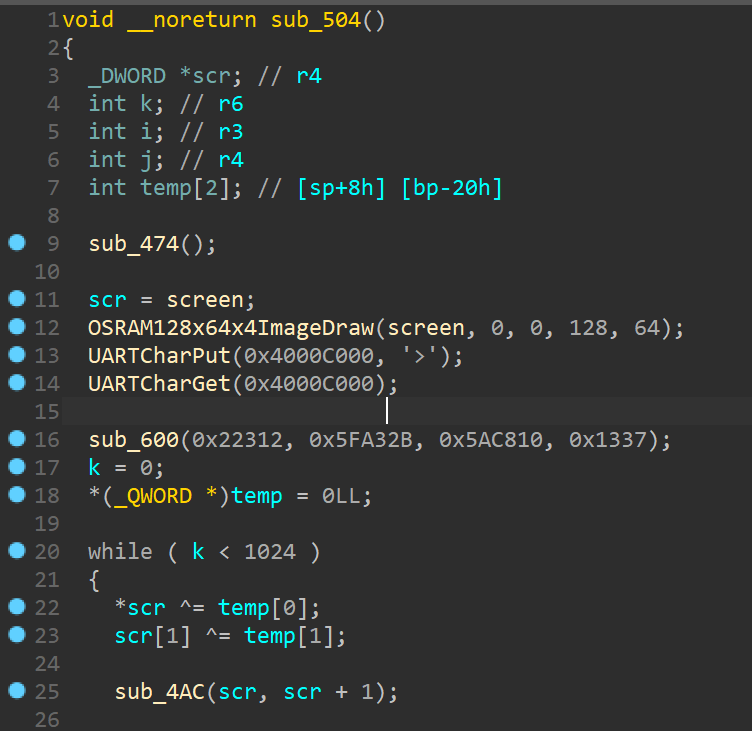 1 void __noreturn sub_504()
2 {
3   _DWORD *scr; // r4
4   int k; // r6
5   int i; // r3
6   int j; // r4
7   int temp[2]; // [sp+8h] [bp-20h]
8
9   sub_474();
10
11   scr = screen;
12   OSRAM128x64x4ImageDraw(screen, 0, 0, 128, 64);
13   UARTCharPut(0x4000C000, '>');
14   UARTCharGet(0x4000C000);
15
16   sub_600(0x22312, 0x5FA32B, 0x5AC810, 0x1337);
17   k = 0;
18   *(_QWORD *)temp = 0LL;
19
20   while ( k < 1024 )
21   {
22     *scr ^= temp[0];
23     scr[1] ^= temp[1];
24
25     sub_4AC(scr, scr + 1);
26